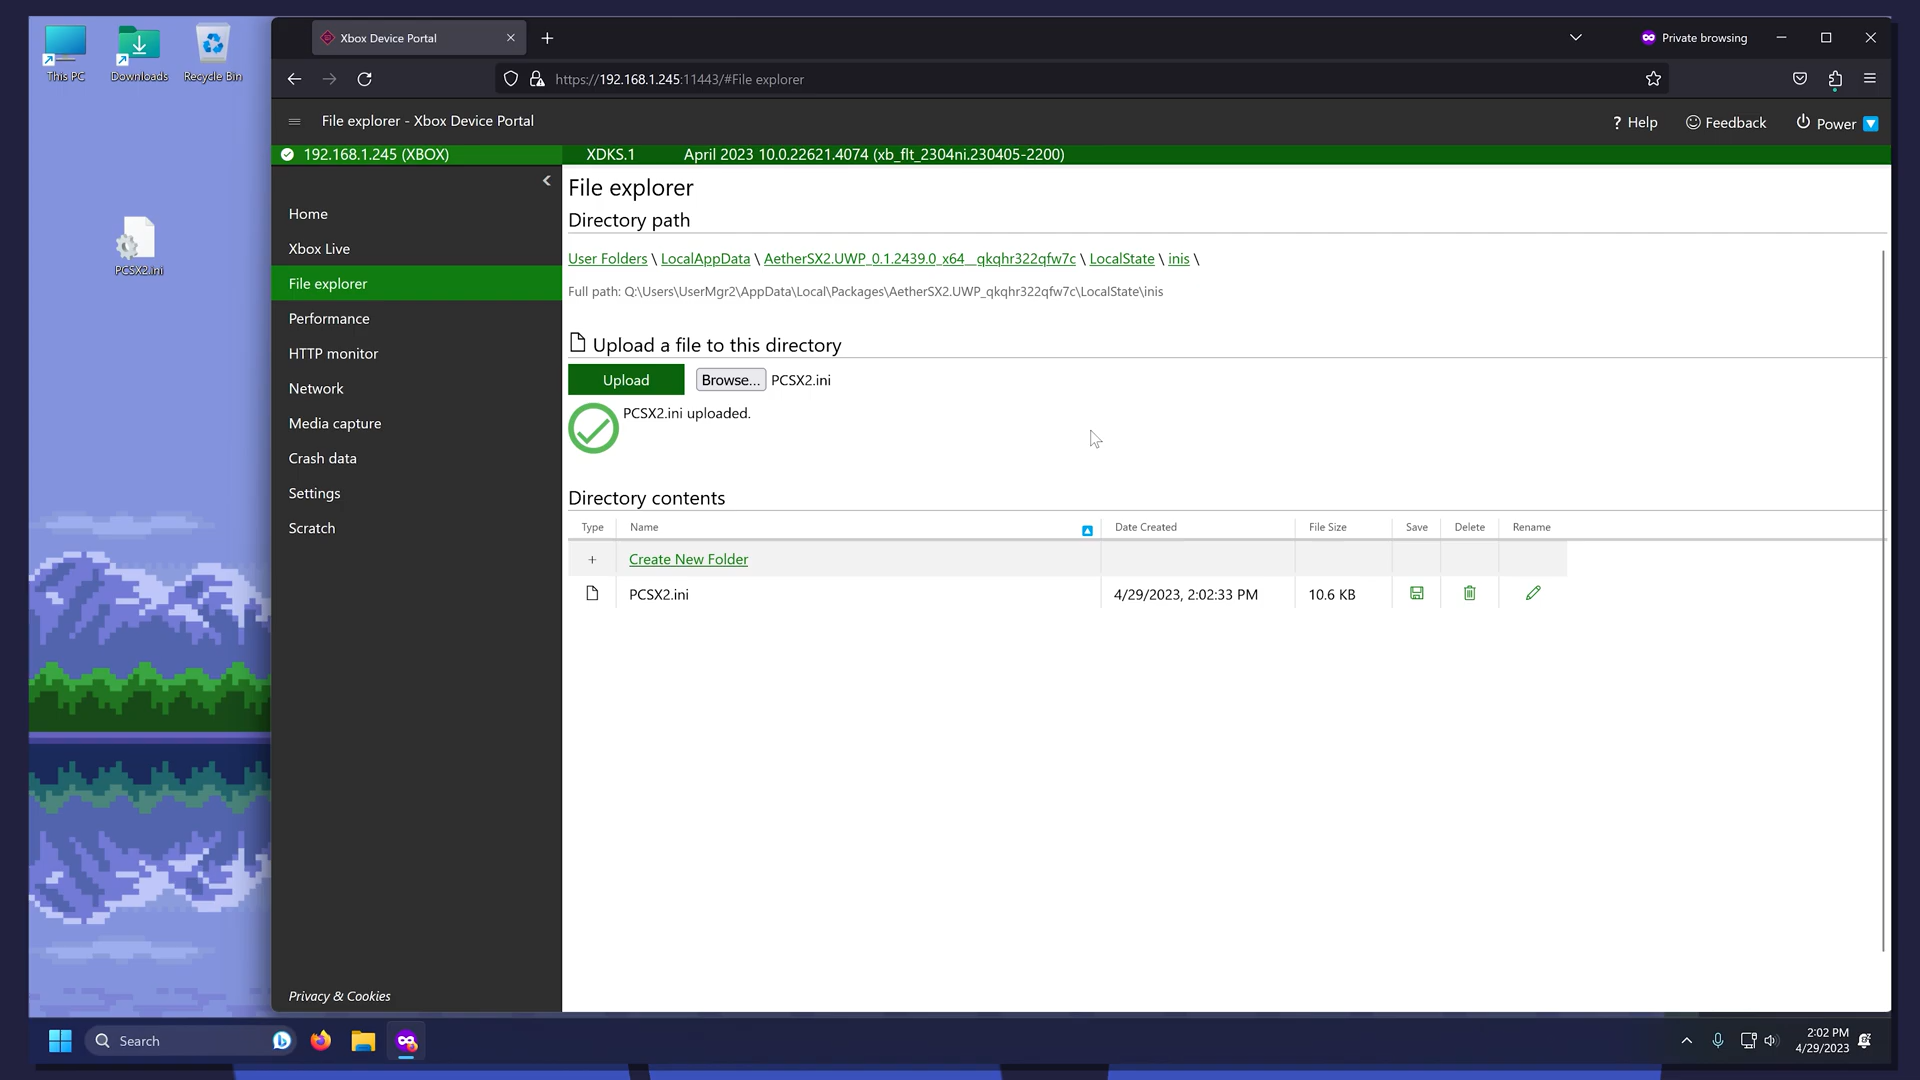 This PC
Downloads
Recycle Bin
PCSX2.ini
Xbox Device Portal
Private browsing
https://192.168.1.245:11443/#File explorer
File explorer - Xbox Device Portal
? Help
Feedback
Power
192.168.1.245 (XBOX)
XDKS.1
April 2023 10.0.22621.4074 (xb_flt_2304ni.230405-2200)
Home
Xbox Live
File explorer
Performance
HTTP monitor
Network
Media capture
Crash data
Settings
Scratch
Privacy & Cookies
File explorer
Directory path
User Folders \ LocalAppData \ AetherSX2.UWP_0.1.2439.0_x64__qkqhr322qfw7c \ LocalState \ inis \
Full path: Q:\Users\UserMgr2\AppData\Local\Packages\AetherSX2.UWP_qkqhr322qfw7c\LocalState\inis
Upload a file to this directory
Upload Browse... PCSX2.ini
PCSX2.ini uploaded.
Directory contents
Type Name Date Created File Size Save Delete Rename
+ Create New Folder
PCSX2.ini 4/29/2023, 2:02:33 PM 10.6 KB
Search
2:02 PM
4/29/2023